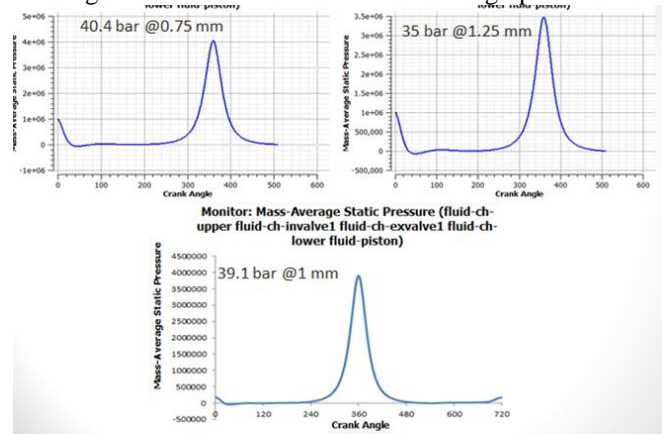 lower fluid-piston)
40.4 bar @0.75 mm
5e+06
4e+06
3e+06
2e+06
1e+06
0
-1e+06
0 100 200 300 400 500 600
Crank Angle
35 bar @1.25 mm
Mass-Average Static Pressure
3.5e+06
3e+06
2.5e+06
2e+06
1.5e+06
1e+06
500,000
0
-500,000
0 100 200 300 400 500 600
Crank Angle
Monitor: Mass-Average Static Pressure (fluid-ch-
upper fluid-ch-invalve1 fluid-ch-exvalve1 fluid-ch-
lower fluid-piston)
39.1 bar @1 mm
Mass-Average Static Pressure
4500000
4000000
3500000
3000000
2500000
2000000
1500000
1000000
500000
0
-500000
0 120 240 360 480 600 720
Crank Angle